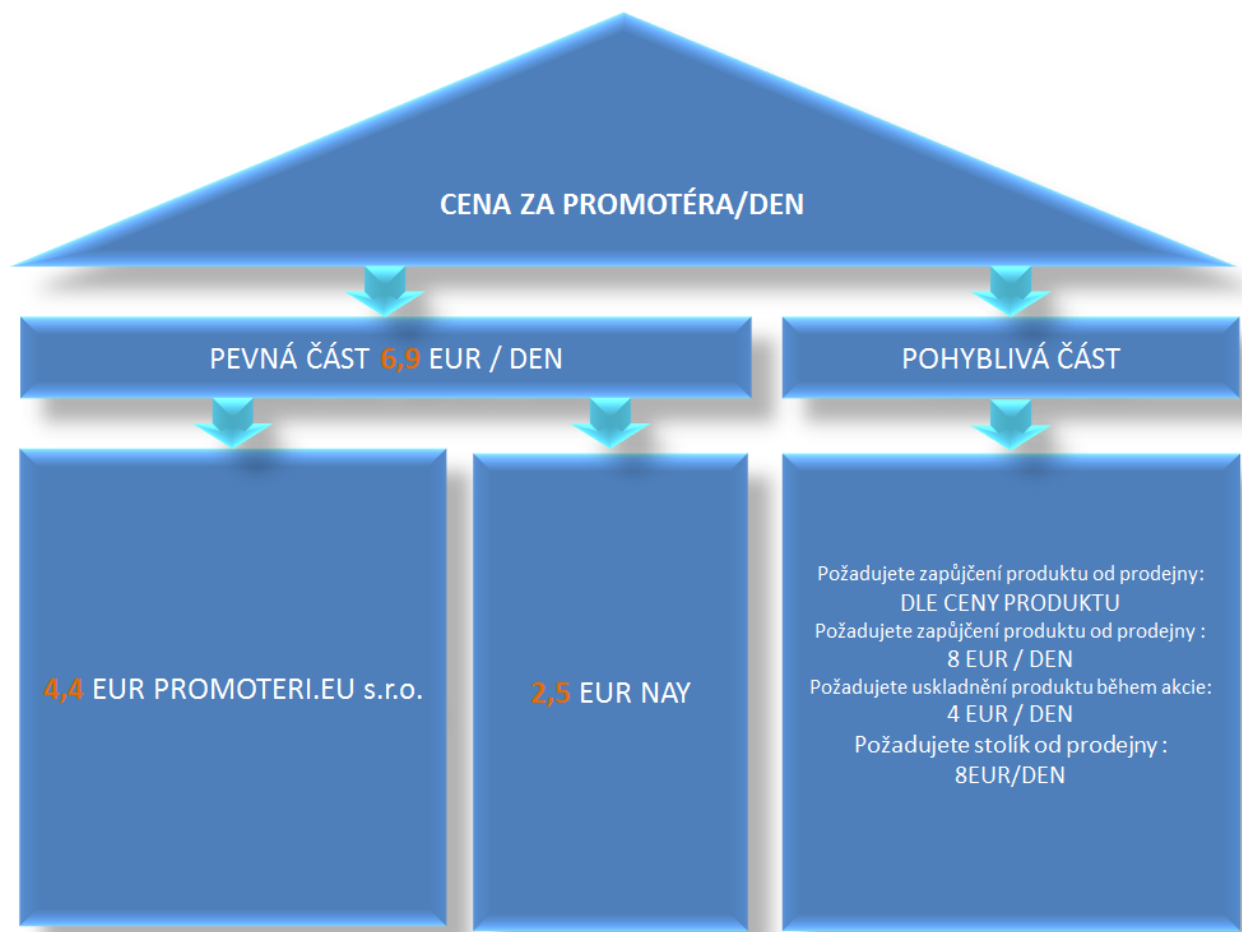 CENA ZA PROMOTÉRA/DEN
PEVNÁ ČÁST 6,9 EUR / DEN
POHYBLIVÁ ČÁST
4,4 EUR PROMOTERI.EU s.r.o.
2,5 EUR NAY
Požadujete zapůjčení produktu od prodejny:
DLE CENY PRODUKTU
Požadujete zapůjčení produktu od prodejny :
8 EUR / DEN
Požadujete uskladnění produktu během akcie:
4 EUR / DEN
Požadujete stolík od prodejny :
8EUR/DEN